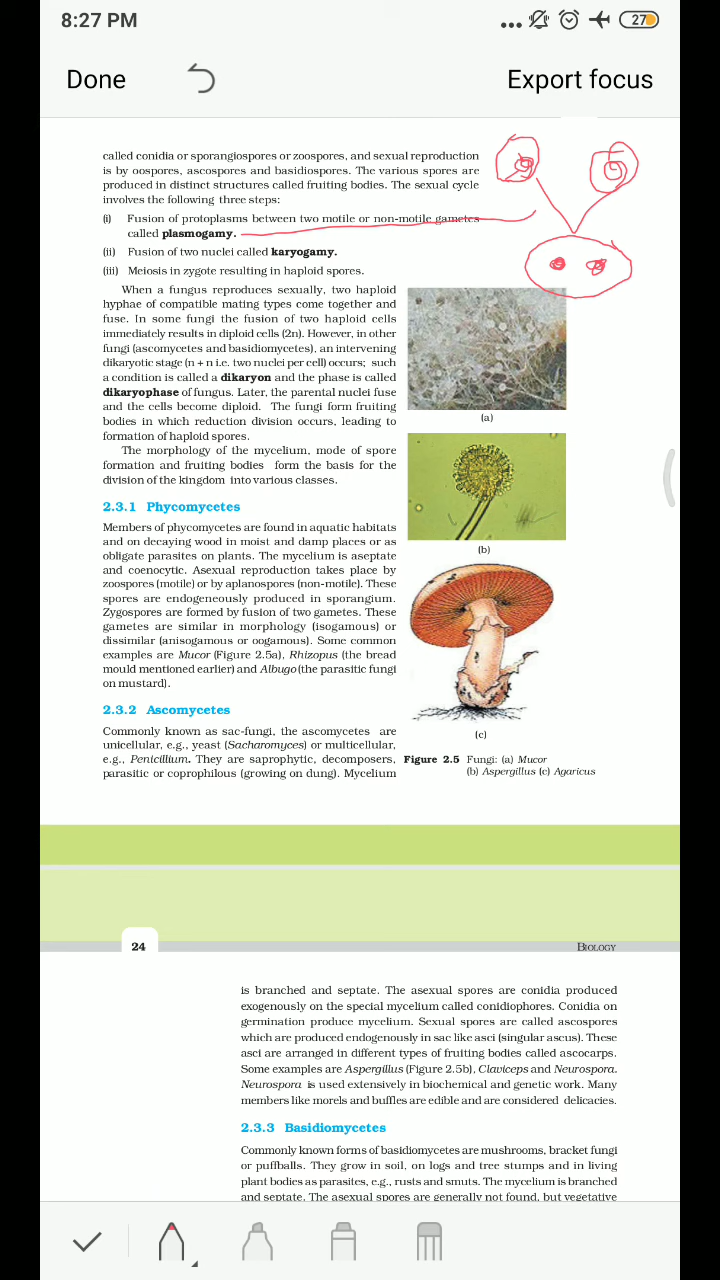 8:27 PM
27
Done
Export focus
called conidia or sporangiospores or zoospores, and sexual reproduction
is by oospores, ascospores and basidiospores. The various spores are
produced in distinct structures called fruiting bodies. The sexual cycle
involves the following three steps:
(i) Fusion of protoplasms between two motile or non-motile gametes
called plasmogamy.
(ii) Fusion of two nuclei called karyogamy.
(iii) Meiosis in zygote resulting in haploid spores.
When a fungus reproduces sexually, two haploid
hyphae of compatible mating types come together and
fuse. In some fungi the fusion of two haploid cells
immediately results in diploid cells (2n). However, in other
fungi (ascomycetes and basidiomycetes), an intervening
dikaryotic stage (n + n i.e. two nuclei per cell) occurs; such
a condition is called a dikaryon and the phase is called
dikaryophase of fungus. Later, the parental nuclei fuse
and the cells become diploid. The fungi form fruiting
bodies in which reduction division occurs, leading to
formation of haploid spores.
The morphology of the mycelium, mode of spore
formation and fruiting bodies form the basis for the
division of the kingdom into various classes.
2.3.1 Phycomycetes
Members of phycomycetes are found in aquatic habitats
and on decaying wood in moist and damp places or as
obligate parasites on plants. The mycelium is aseptate
and coenocytic. Asexual reproduction takes place by
zoospores (motile) or by aplanospores (non-motile). These
spores are endogeneously produced in sporangium.
Zygospores are formed by fusion of two gametes. These
gametes are similar in morphology (isogamous) or
dissimilar (anisogamous or oogamous). Some common
examples are Mucor (Figure 2.5a), Rhizopus (the bread
mould mentioned earlier) and Albugo (the parasitic fungi
on mustard).
2.3.2 Ascomycetes
Commonly known as sac-fungi, the ascomycetes are
unicellular, e.g., yeast (Sacharomyces) or multicellular,
e.g., Penicillium. They are saprophytic, decomposers,
parasitic or coprophilous (growing on dung). Mycelium
(a)
(b)
(c)
Figure 2.5 Fungi: (a) Mucor
(b) Aspergillus (c) Agaricus
24
BIOLOGY
is branched and septate. The asexual spores are conidia produced
exogenously on the special mycelium called conidiophores. Conidia on
germination produce mycelium. Sexual spores are called ascospores
which are produced endogenously in sac like asci (singular ascus). These
asci are arranged in different types of fruiting bodies called ascocarps.
Some examples are Aspergillus (Figure 2.5b), Claviceps and Neurospora.
Neurospora is used extensively in biochemical and genetic work. Many
members like morels and buffles are edible and are considered delicacies.
2.3.3 Basidiomycetes
Commonly known forms of basidiomycetes are mushrooms, bracket fungi
or puffballs. They grow in soil, on logs and tree stumps and in living
plant bodies as parasites, e.g., rusts and smuts. The mycelium is branched
and septate. The asexual spores are generally not found, but vegetative